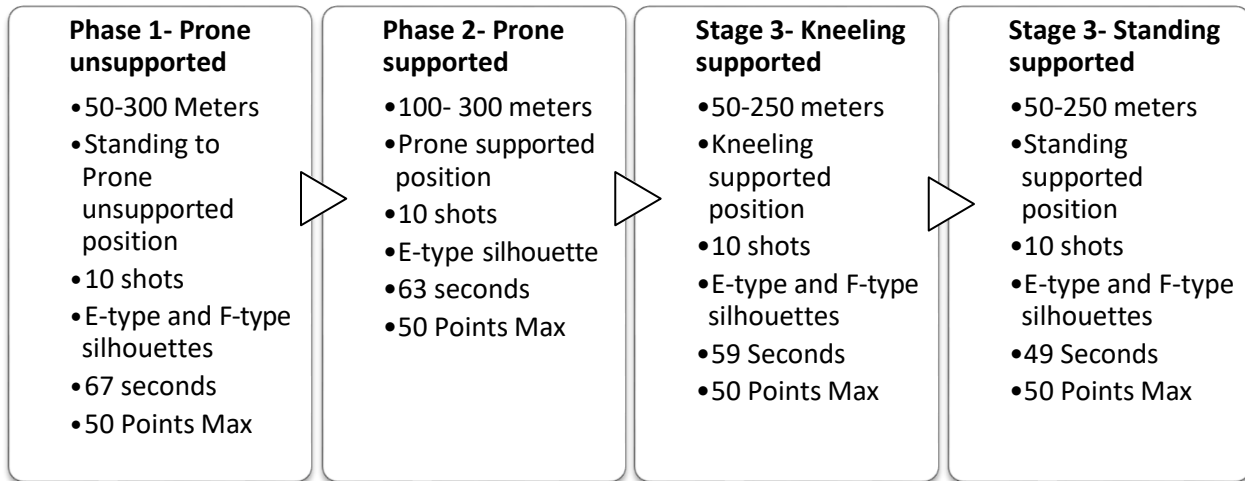 Phase 1- Prone
unsupported
•50-300 Meters
•Standing to
Prone
unsupported
position
•10 shots
•E-type and F-type
silhouettes
•67 seconds
•50 Points Max
Phase 2- Prone
supported
•100- 300 meters
•Prone supported
position
•10 shots
•E-type silhouette
•63 seconds
•50 Points Max
Stage 3- Kneeling
supported
•50-250 meters
•Kneeling
supported
position
•10 shots
•E-type and F-type
silhouettes
•59 Seconds
•50 Points Max
Stage 3- Standing
supported
•50-250 meters
•Standing
supported
position
•10 shots
•E-type and F-type
silhouettes
•49 Seconds
•50 Points Max